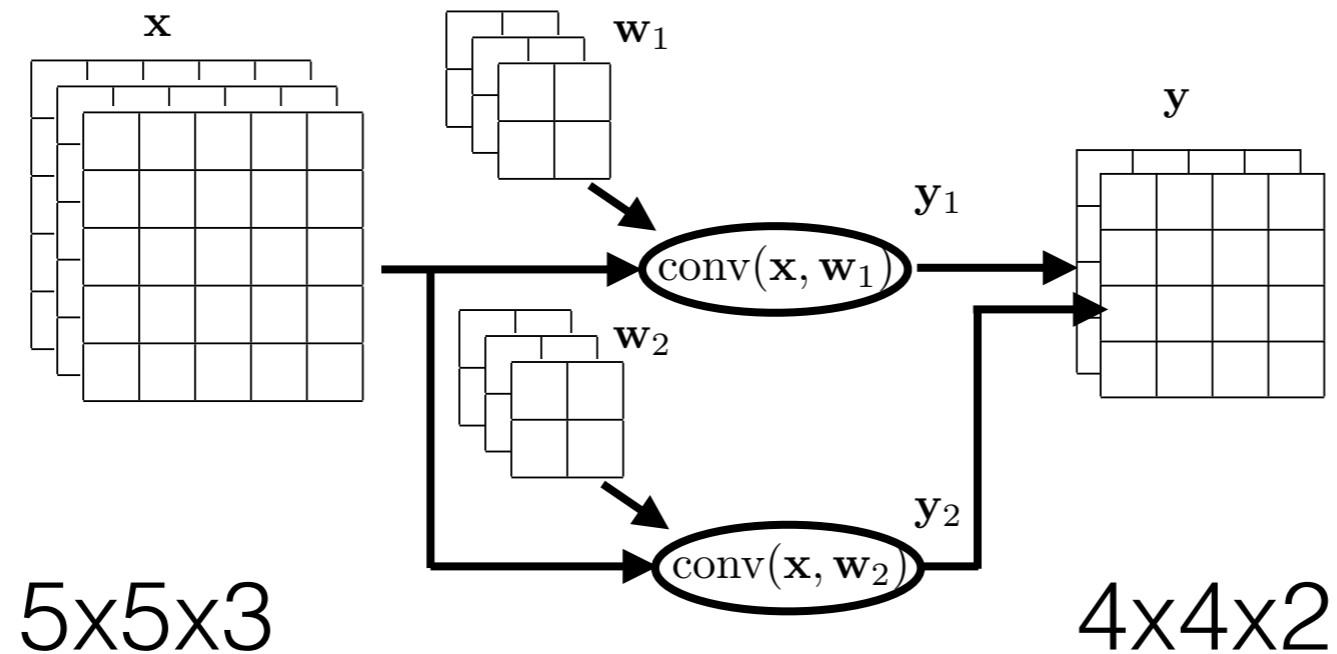 x
w₁
y
y₁
conv(x, w₁)
w₂
y₂
conv(x, w₂)
5x5x3
4x4x2